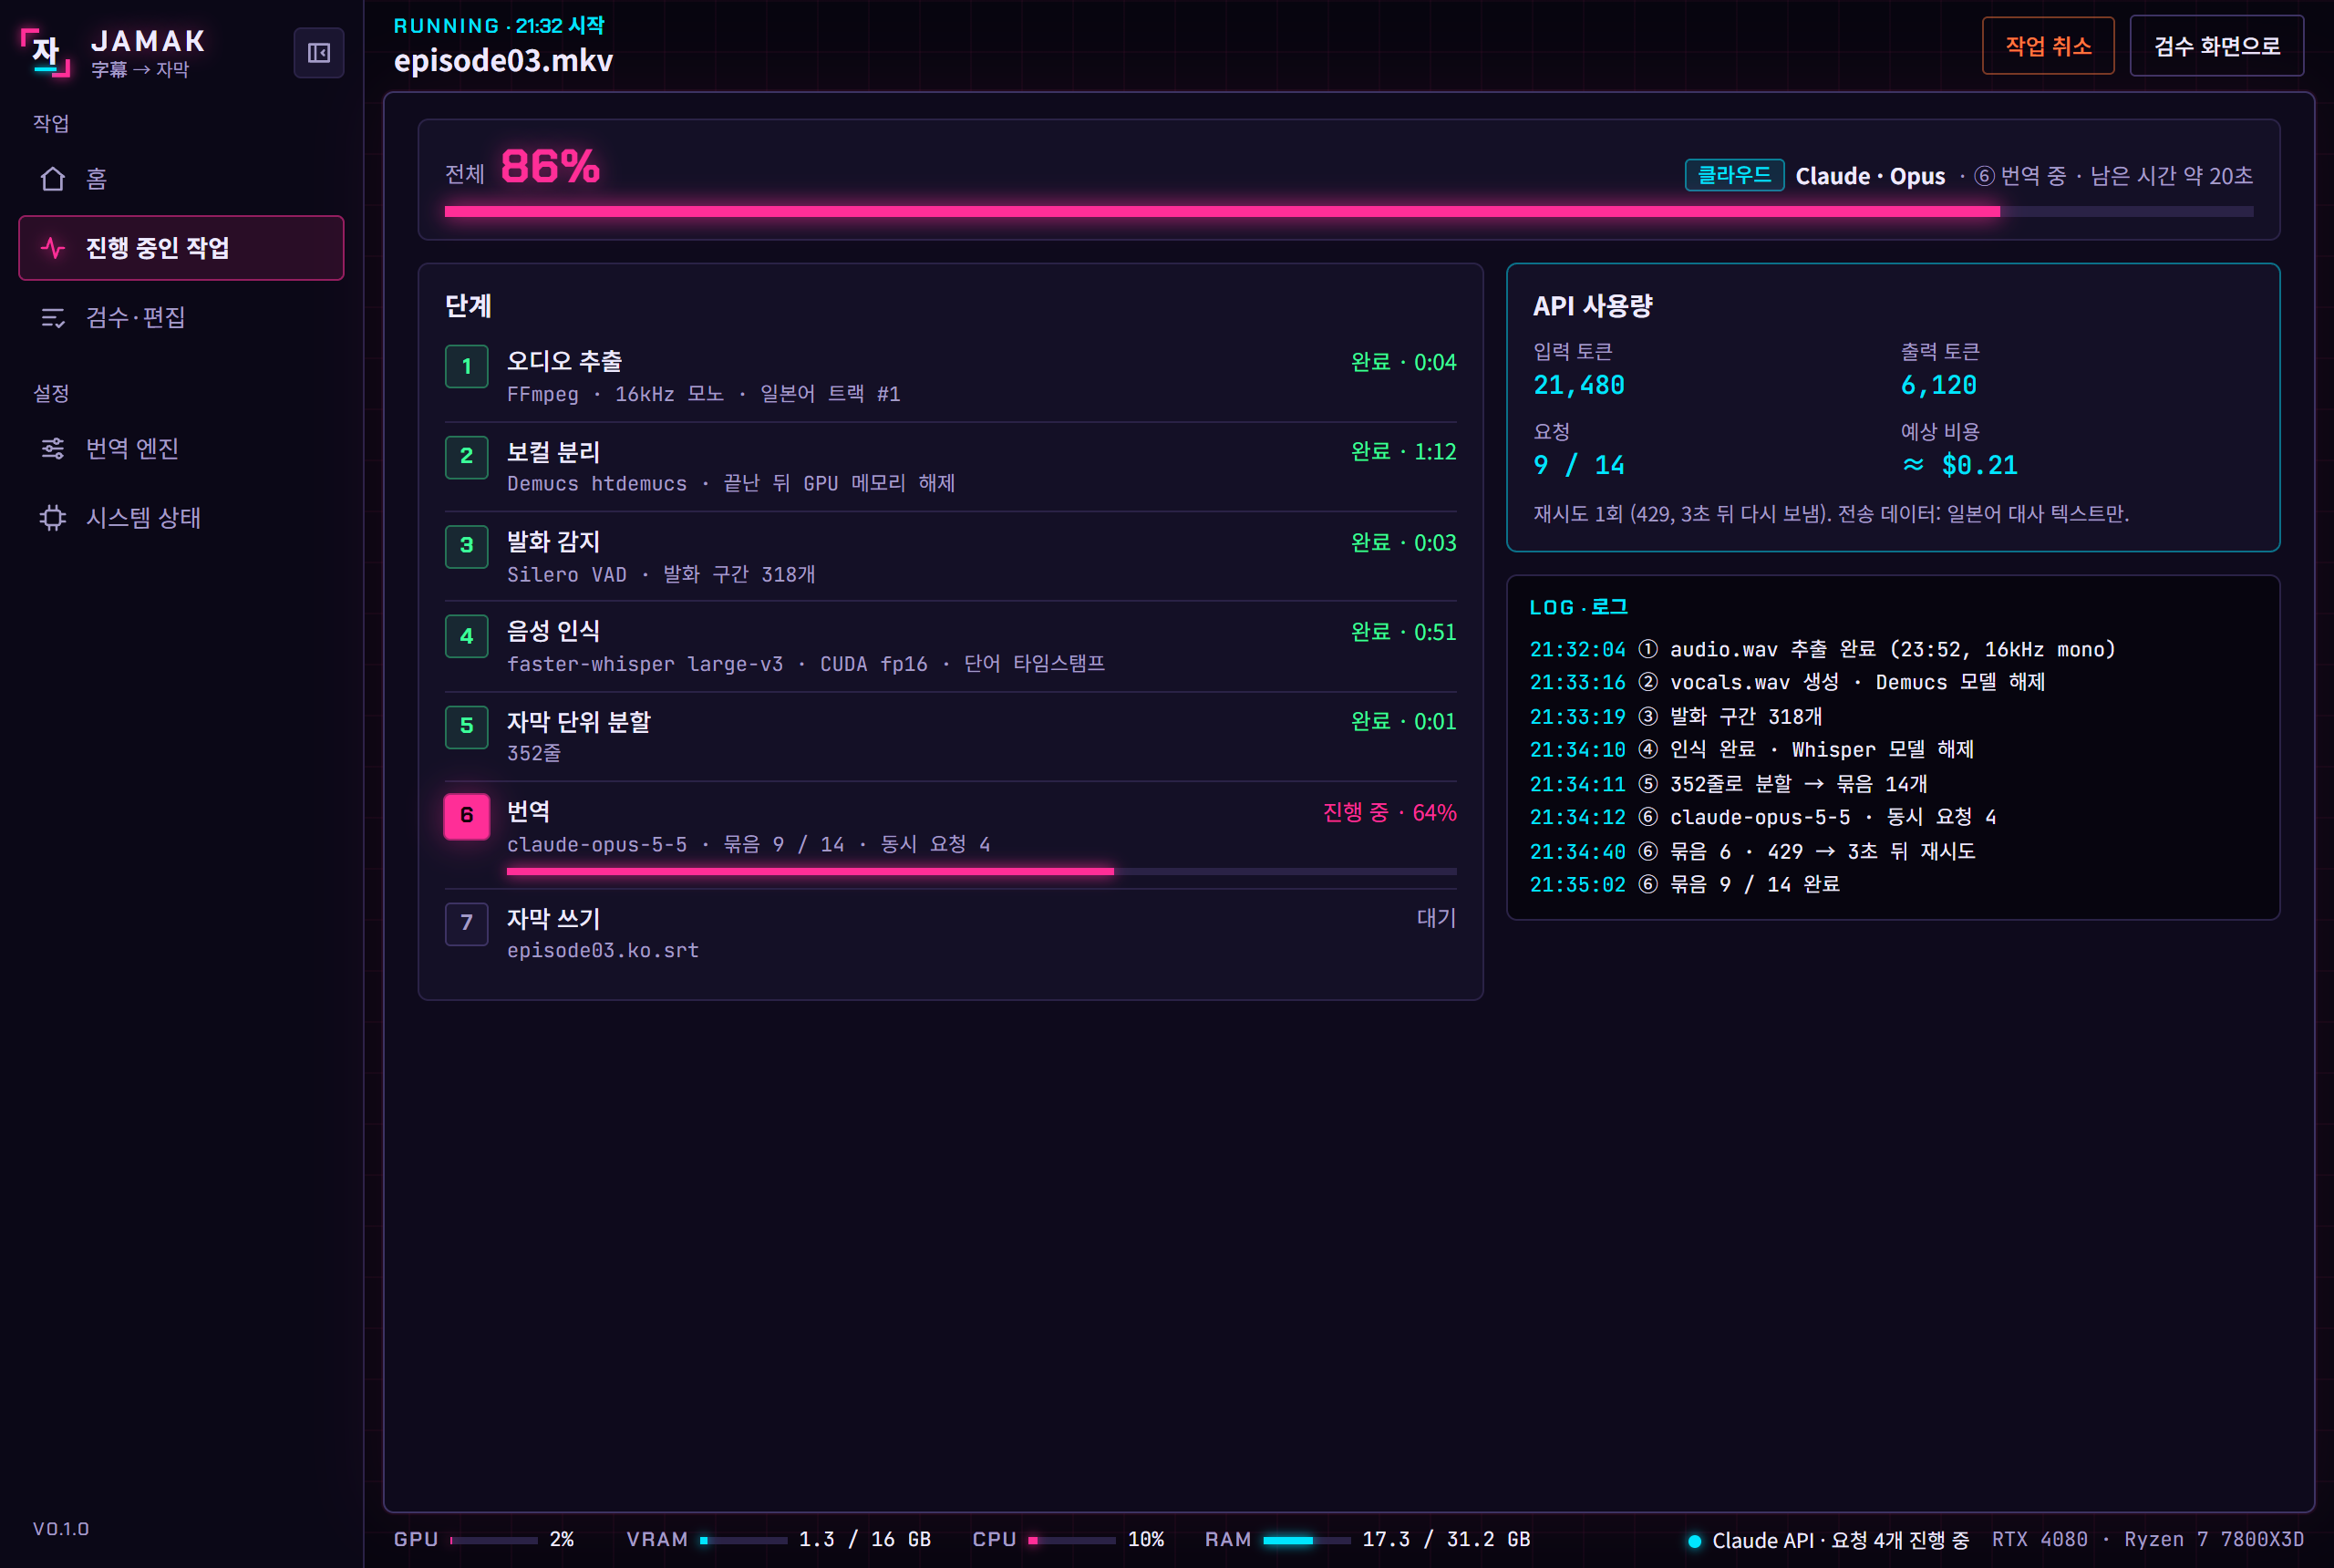 자
JAMAK
字幕 → 자막
작업
홈
진행 중인 작업
검수·편집
설정
번역 엔진
시스템 상태
V0.1.0
RUNNING · 21:32 시작
episode03.mkv
작업 취소
검수 화면으로
전체 86%
클라우드 Claude · Opus · ⑥ 번역 중 · 남은 시간 약 20초
단계
1 오디오 추출 완료 · 0:04
FFmpeg · 16kHz 모노 · 일본어 트랙 #1
2 보컬 분리 완료 · 1:12
Demucs htdemucs · 끝난 뒤 GPU 메모리 해제
3 발화 감지 완료 · 0:03
Silero VAD · 발화 구간 318개
4 음성 인식 완료 · 0:51
faster-whisper large-v3 · CUDA fp16 · 단어 타임스탬프
5 자막 단위 분할 완료 · 0:01
352줄
6 번역 진행 중 · 64%
claude-opus-5-5 · 묶음 9 / 14 · 동시 요청 4
7 자막 쓰기 대기
episode03.ko.srt
API 사용량
입력 토큰 출력 토큰
21,480 6,120
요청 예상 비용
9 / 14 ≈ $0.21
재시도 1회 (429, 3초 뒤 다시 보냄). 전송 데이터: 일본어 대사 텍스트만.
LOG · 로그
21:32:04 ① audio.wav 추출 완료 (23:52, 16kHz mono)
21:33:16 ② vocals.wav 생성 · Demucs 모델 해제
21:33:19 ③ 발화 구간 318개
21:34:10 ④ 인식 완료 · Whisper 모델 해제
21:34:11 ⑤ 352줄로 분할 → 묶음 14개
21:34:12 ⑥ claude-opus-5-5 · 동시 요청 4
21:34:40 ⑥ 묶음 6 · 429 → 3초 뒤 재시도
21:35:02 ⑥ 묶음 9 / 14 완료
GPU 2% VRAM 1.3 / 16 GB CPU 10% RAM 17.3 / 31.2 GB
Claude API · 요청 4개 진행 중 RTX 4080 · Ryzen 7 7800X3D